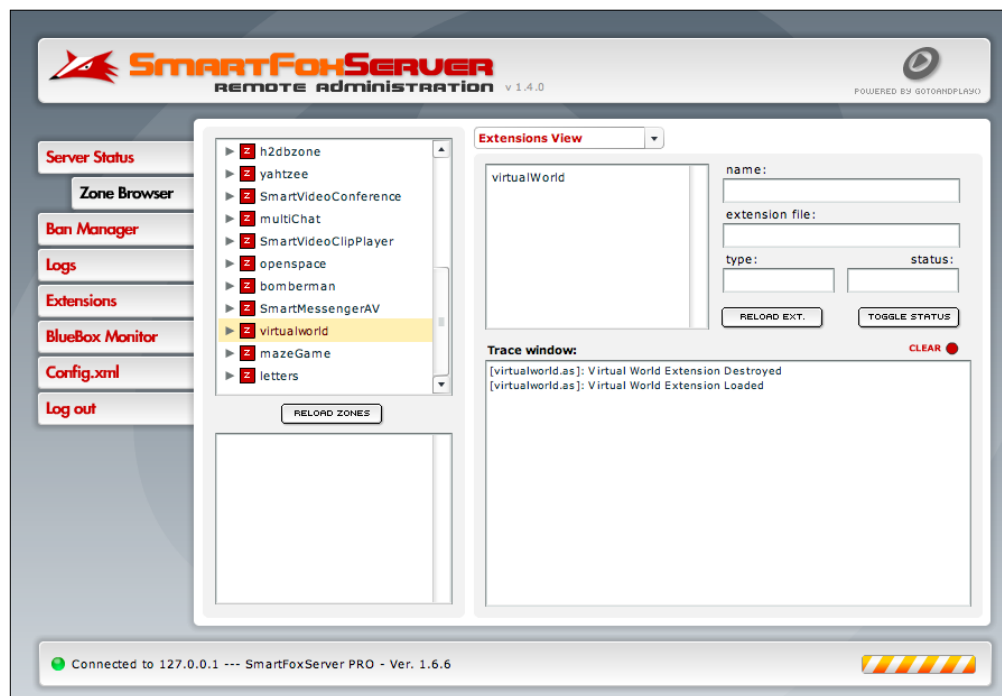 SmartFoxServer
Remote Administration v 1.4.0
POWERED BY GOTOANDPLAY()
Server Status
Zone Browser
Ban Manager
Logs
Extensions
BlueBox Monitor
Config.xml
Log out
Z h2dbzone
Z yahtzee
Z SmartVideoConference
Z multiChat
Z SmartVideoClipPlayer
Z openspace
Z bomberman
Z SmartMessengerAV
Z virtualworld
Z mazeGame
Z letters
RELOAD ZONES
Extensions View
virtualWorld
name:
extension file:
type: status:
RELOAD EXT. TOGGLE STATUS
Trace window: CLEAR
[virtualworld.as]: Virtual World Extension Destroyed
[virtualworld.as]: Virtual World Extension Loaded
Connected to 127.0.0.1 --- SmartFoxServer PRO - Ver. 1.6.6